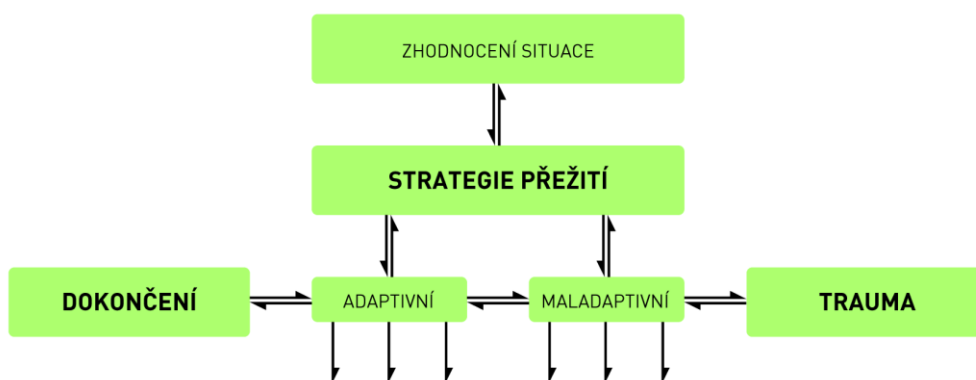 ZHODNOCENÍ SITUACE
STRATEGIE PŘEŽITÍ
DOKONČENÍ
ADAPTIVNÍ
MALADAPTIVNÍ
TRAUMA